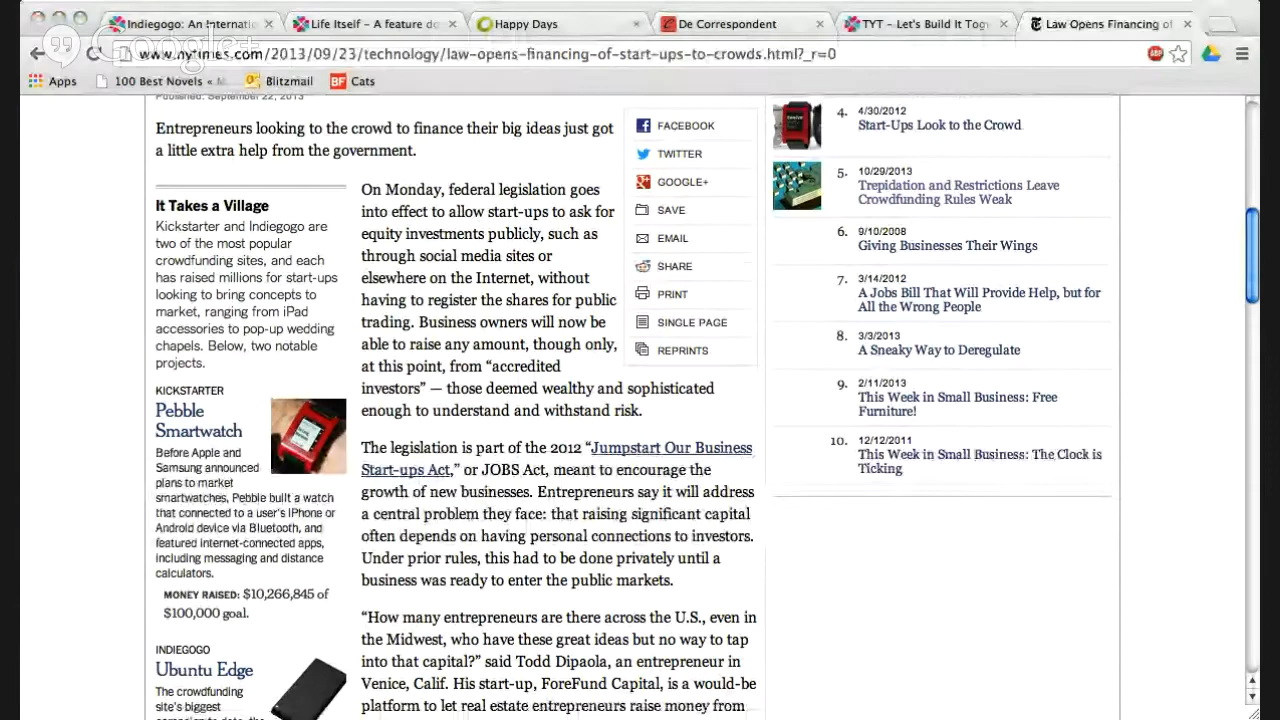 Indiegogo: An Internatio
Life Itself – A feature do
Happy Days
De Correspondent
TYT – Let's Build It Tog
Law Opens Financing of
Google+
www.nytimes.com/2013/09/23/technology/law-opens-financing-of-start-ups-to-crowds.html?_r=0
Apps
100 Best Novels «
Blitzmail
BF Cats
Published: September 22, 2013
Entrepreneurs looking to the crowd to finance their big ideas just got
a little extra help from the government.
It Takes a Village
Kickstarter and Indiegogo are
two of the most popular
crowdfunding sites, and each
has raised millions for start-ups
looking to bring concepts to
market, ranging from iPad
accessories to pop-up wedding
chapels. Below, two notable
projects.
KICKSTARTER
Pebble
Smartwatch
Before Apple and
Samsung announced
plans to market
smartwatches, Pebble built a watch
that connected to a user's iPhone or
Android device via Bluetooth, and
featured internet-connected apps,
including messaging and distance
calculators.
MONEY RAISED: $10,266,845 of
$100,000 goal.
INDIEGOGO
Ubuntu Edge
The crowdfunding
site's biggest
On Monday, federal legislation goes
into effect to allow start-ups to ask for
equity investments publicly, such as
through social media sites or
elsewhere on the Internet, without
having to register the shares for public
trading. Business owners will now be
able to raise any amount, though only,
at this point, from “accredited
investors” — those deemed wealthy and sophisticated
enough to understand and withstand risk.
The legislation is part of the 2012 “Jumpstart Our Business
Start-ups Act,” or JOBS Act, meant to encourage the
growth of new businesses. Entrepreneurs say it will address
a central problem they face: that raising significant capital
often depends on having personal connections to investors.
Under prior rules, this had to be done privately until a
business was ready to enter the public markets.
“How many entrepreneurs are there across the U.S., even in
the Midwest, who have these great ideas but no way to tap
into that capital?” said Todd Dipaola, an entrepreneur in
Venice, Calif. His start-up, ForeFund Capital, is a would-be
platform to let real estate entrepreneurs raise money from
FACEBOOK
TWITTER
GOOGLE+
SAVE
EMAIL
SHARE
PRINT
SINGLE PAGE
REPRINTS
4. 4/30/2012
Start-Ups Look to the Crowd
5. 10/29/2013
Trepidation and Restrictions Leave
Crowdfunding Rules Weak
6. 9/10/2008
Giving Businesses Their Wings
7. 3/14/2012
A Jobs Bill That Will Provide Help, but for
All the Wrong People
8. 3/3/2013
A Sneaky Way to Deregulate
9. 2/11/2013
This Week in Small Business: Free
Furniture!
10. 12/12/2011
This Week in Small Business: The Clock is
Ticking